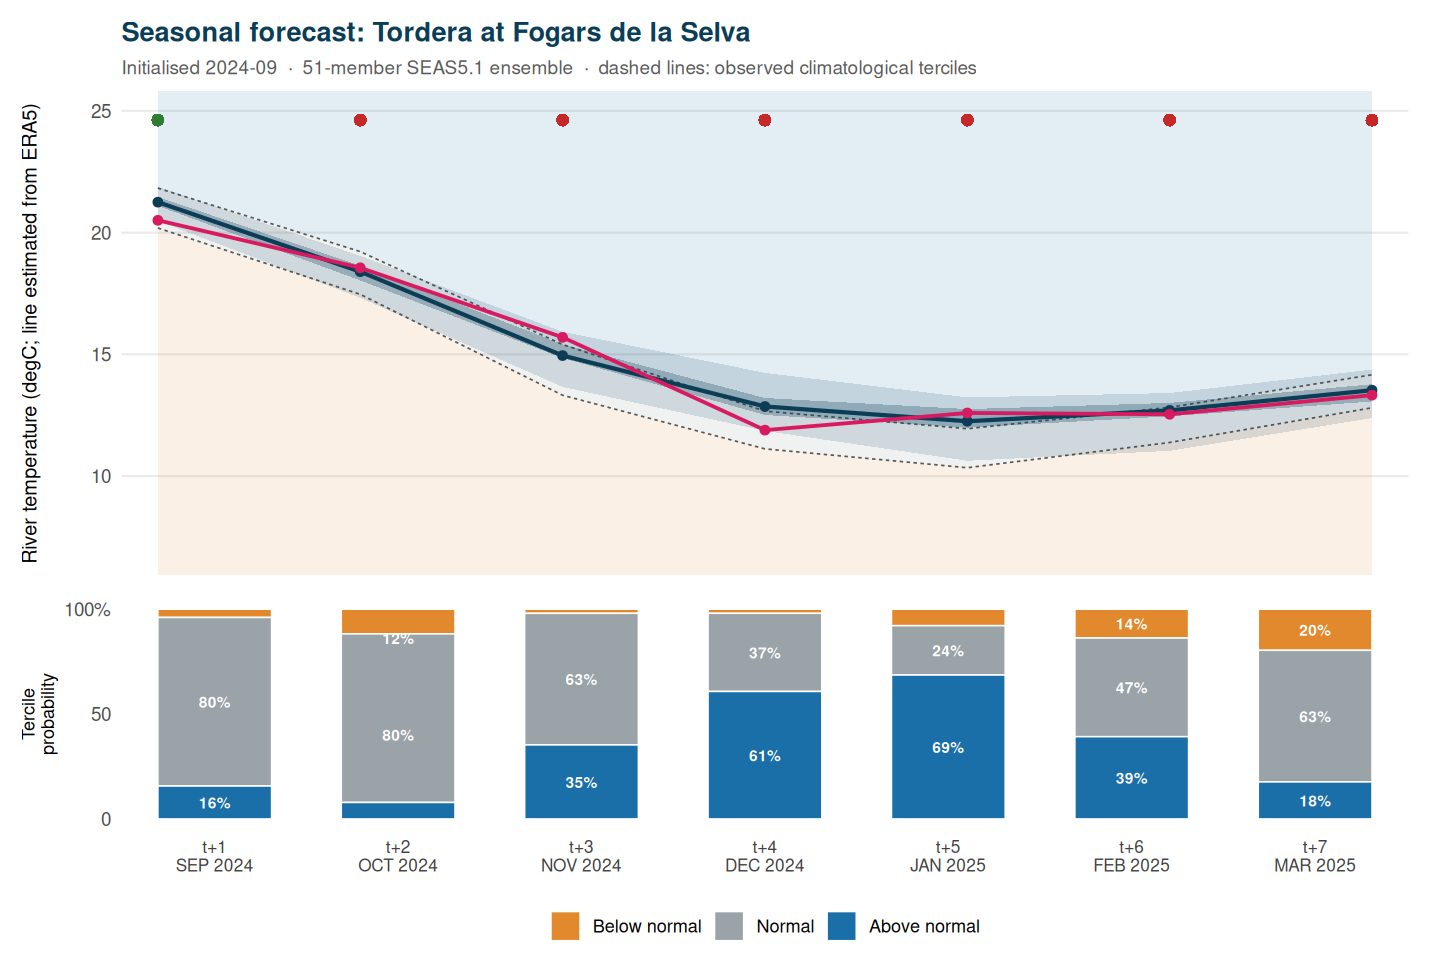 Seasonal forecast: Tordera at Fogars de la Selva
Initialised 2024-09 · 51-member SEAS5.1 ensemble · dashed lines: observed climatological terciles
River temperature (degC; line estimated from ERA5)
25
20
15
10
Tercile
probability
100%
50
0
80%
16%
12%
80%
63%
35%
37%
61%
24%
69%
14%
47%
39%
20%
63%
18%
t+1
SEP 2024
t+2
OCT 2024
t+3
NOV 2024
t+4
DEC 2024
t+5
JAN 2025
t+6
FEB 2025
t+7
MAR 2025
Below normal
Normal
Above normal